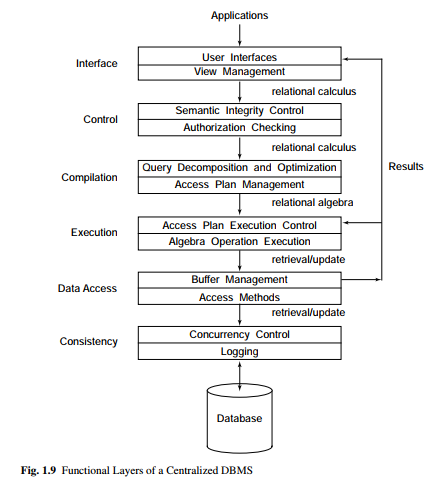 Applications
Interface
User Interfaces
View Management
relational calculus
Control
Semantic Integrity Control
Authorization Checking
relational calculus
Compilation
Query Decomposition and Optimization
Access Plan Management
Results
relational algebra
Execution
Access Plan Execution Control
Algebra Operation Execution
retrieval/update
Data Access
Buffer Management
Access Methods
retrieval/update
Consistency
Concurrency Control
Logging
Database
Fig. 1.9 Functional Layers of a Centralized DBMS